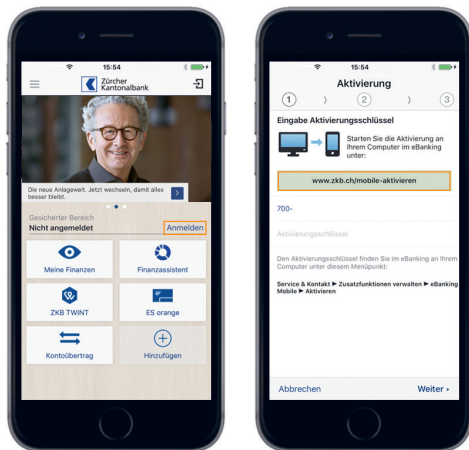 15:54
Zürcher
Kantonalbank
Die neue Anlagewelt. Jetzt wechseln, damit alles
besser bleibt.
Gesicherter Bereich
Nicht angemeldet
Anmelden
Meine Finanzen
Finanzassistent
ZKB TWINT
ES orange
Kontoübertrag
Hinzufügen
15:54
Aktivierung
1
2
3
Eingabe Aktivierungsschlüssel
Starten Sie die Aktivierung an
Ihrem Computer im eBanking
unter:
www.zkb.ch/mobile-aktivieren
700-
Aktivierungsschlüssel
Den Aktivierungsschlüssel finden Sie im eBanking an Ihrem
Computer unter diesem Menüpunkt:
Service & Kontakt ► Zusatzfunktionen verwalten ► eBanking
Mobile ► Aktivieren
Abbrechen
Weiter